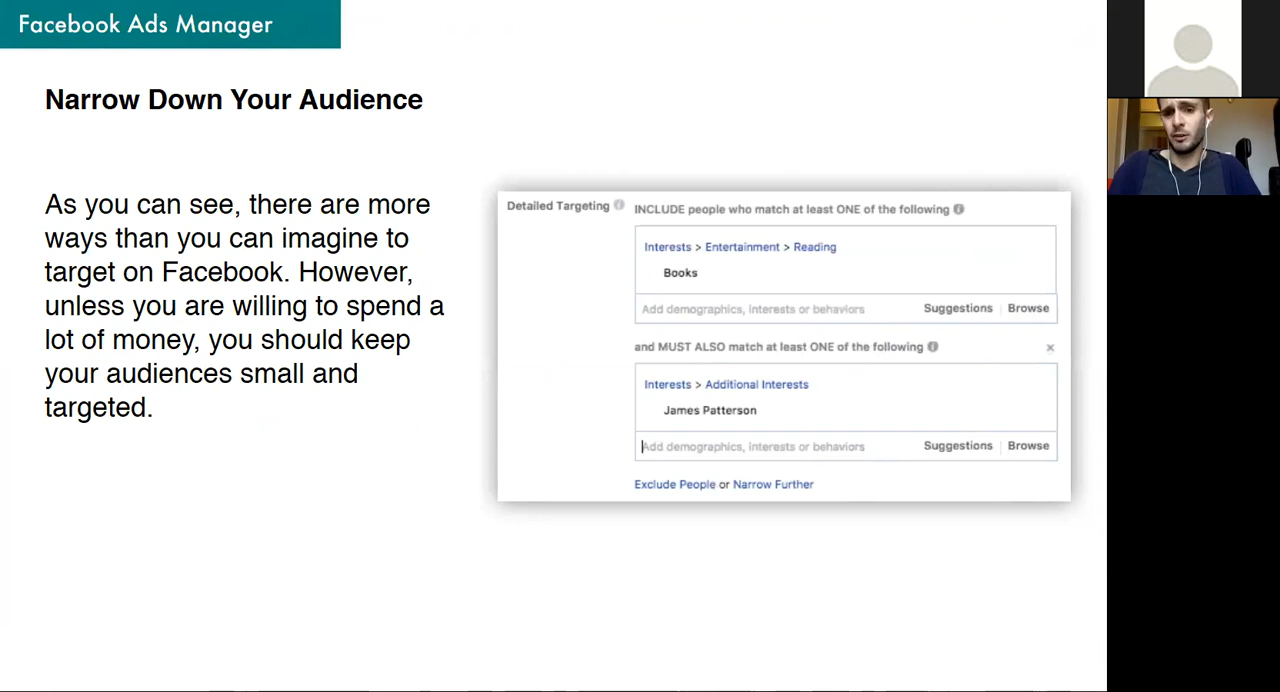 Facebook Ads Manager
Narrow Down Your Audience
As you can see, there are more
ways than you can imagine to
target on Facebook. However,
unless you are willing to spend a
lot of money, you should keep
your audiences small and
targeted.
Detailed Targeting
INCLUDE people who match at least ONE of the following
Interests > Entertainment > Reading
Books
Add demographics, interests or behaviors Suggestions Browse
and MUST ALSO match at least ONE of the following
Interests > Additional Interests
James Patterson
Add demographics, interests or behaviors Suggestions Browse
Exclude People or Narrow Further